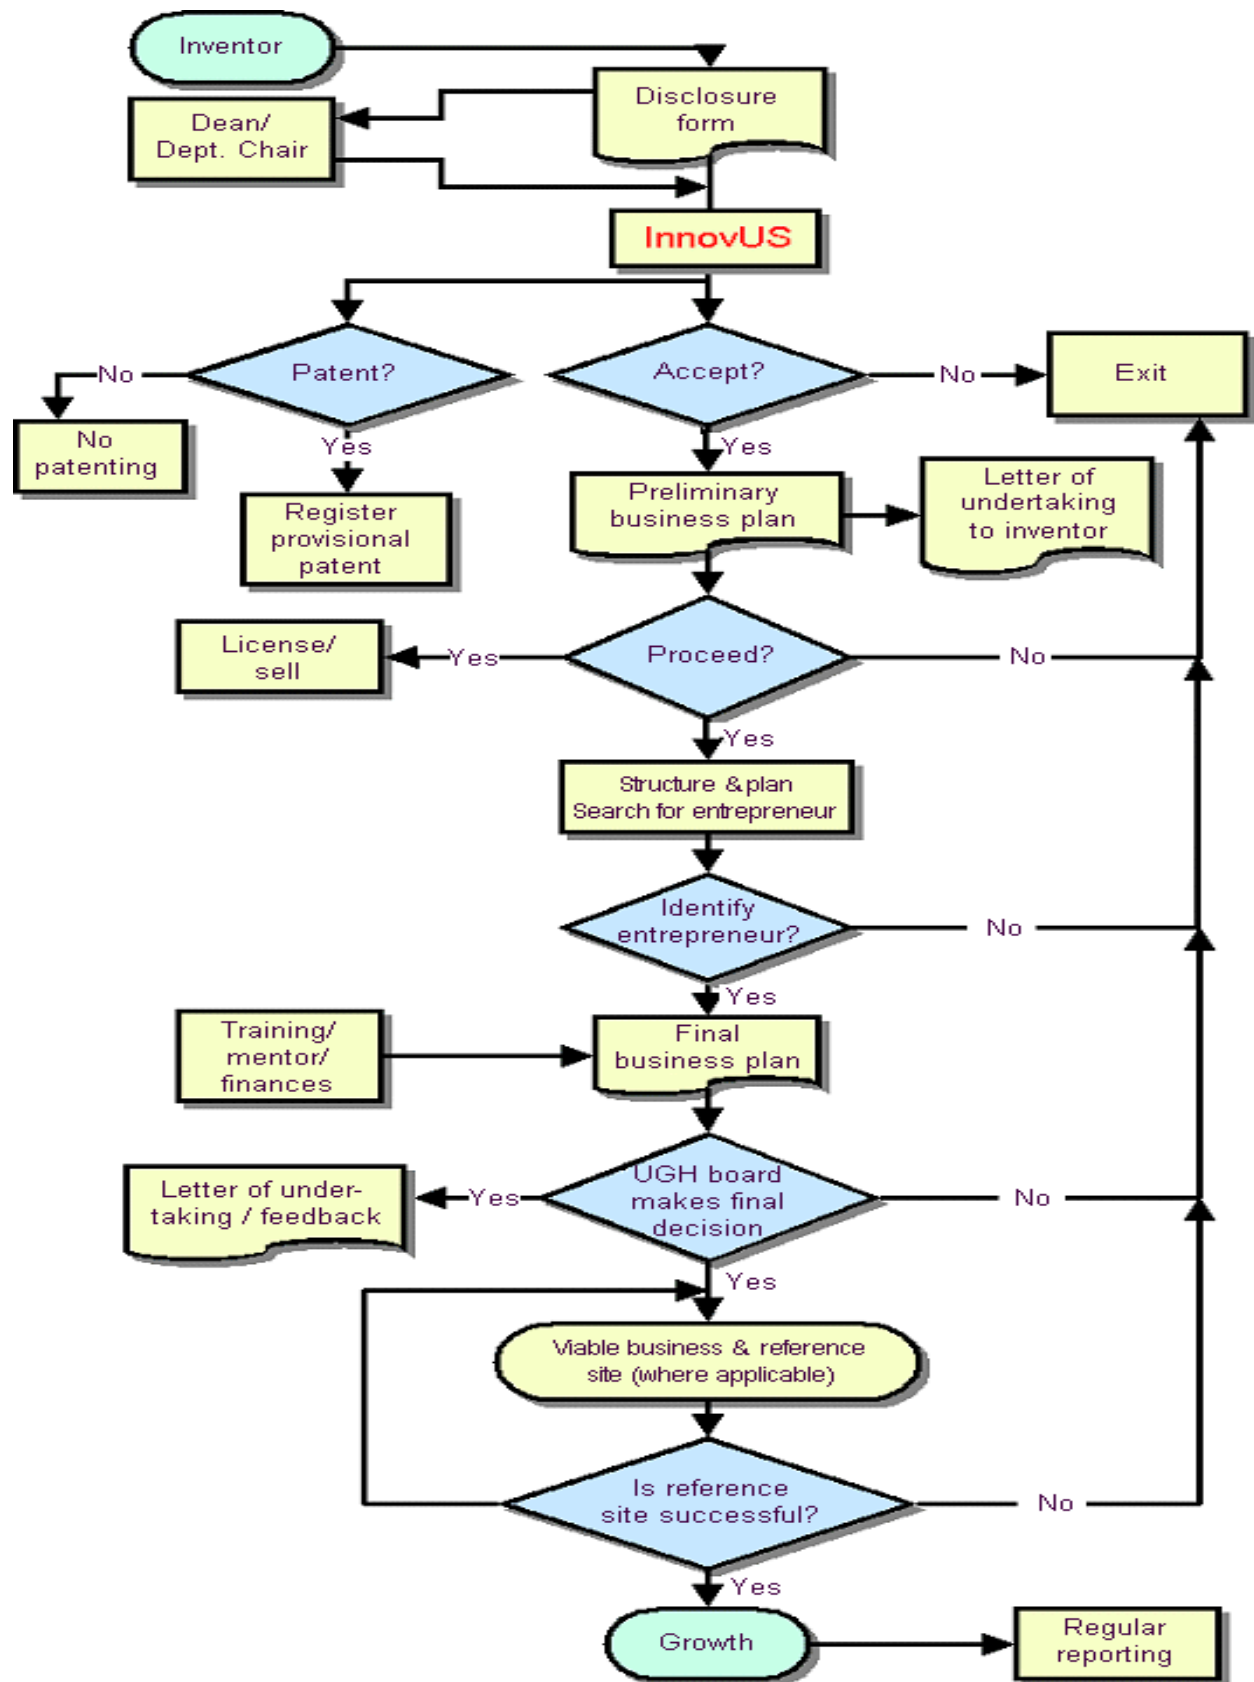 Inventor
Disclosure
form
Dean/
Dept. Chair
InnovUS
Patent?
Accept?
No
No
Exit
Yes
Yes
No
patenting
Register
provisional
patent
Preliminary
business plan
Letter of
undertaking
to inventor
License/
sell
Yes
Proceed?
No
Yes
Structure & plan
Search for entrepreneur
Identify
entrepreneur?
No
Yes
Training/
mentor/
finances
Final
business plan
Letter of under-
taking / feedback
Yes
UGH board
makes final
decision
No
Yes
Viable business & reference
site (where applicable)
Is reference
site successful?
No
Yes
Growth
Regular
reporting